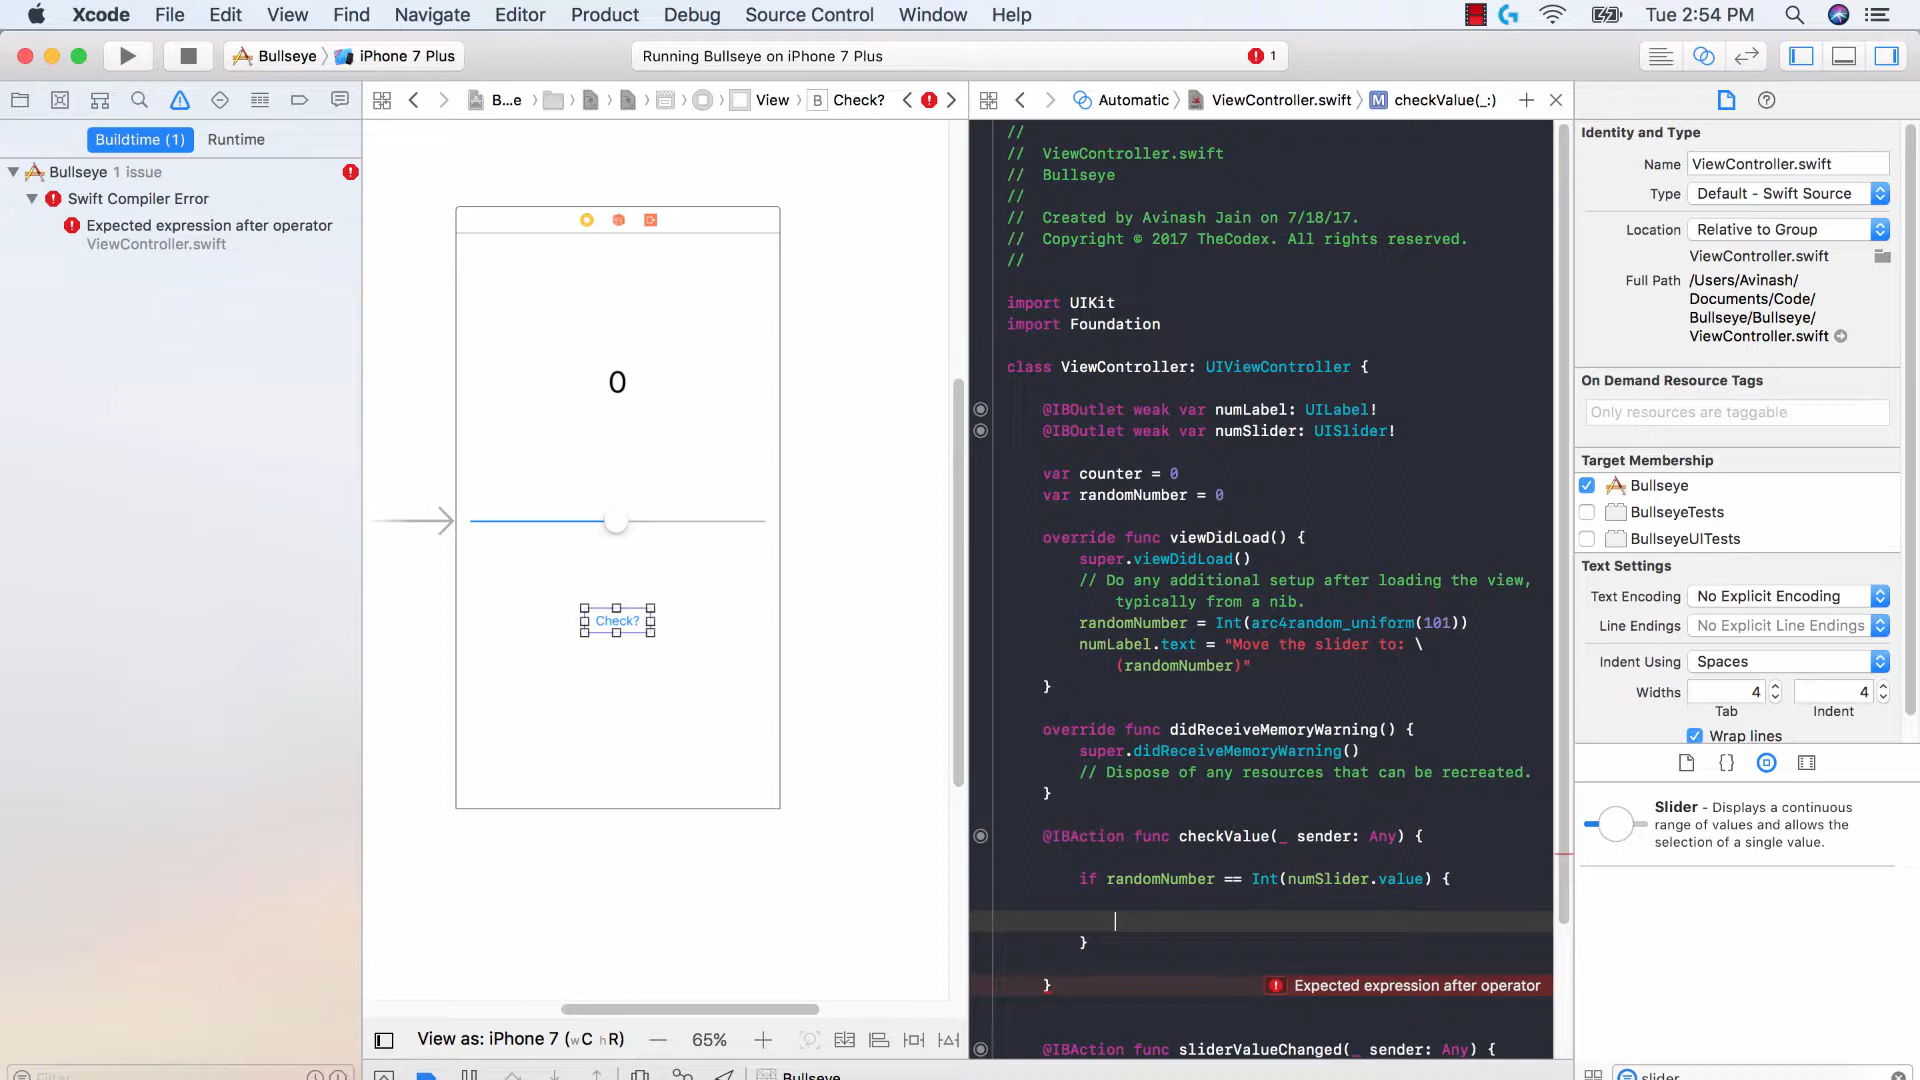 Xcode File Edit View Find Navigate Editor Product Debug Source Control Window Help Tue 2:54 PM
Bullseye iPhone 7 Plus Running Bullseye on iPhone 7 Plus 1
B...e View B Check? Automatic ViewController.swift M checkValue(_:)
Buildtime (1) Runtime
Bullseye 1 issue
Swift Compiler Error
Expected expression after operator
ViewController.swift
0
Check?
View as: iPhone 7 (wC hR) 65%
Bullseye
Filter
//
// ViewController.swift
// Bullseye
//
// Created by Avinash Jain on 7/18/17.
// Copyright © 2017 TheCodex. All rights reserved.
//
import UIKit
import Foundation
class ViewController: UIViewController {
@IBOutlet weak var numLabel: UILabel!
@IBOutlet weak var numSlider: UISlider!
var counter = 0
var randomNumber = 0
override func viewDidLoad() {
super.viewDidLoad()
// Do any additional setup after loading the view,
typically from a nib.
randomNumber = Int(arc4random_uniform(101))
numLabel.text = "Move the slider to: \
(randomNumber)"
}
override func didReceiveMemoryWarning() {
super.didReceiveMemoryWarning()
// Dispose of any resources that can be recreated.
}
@IBAction func checkValue(_ sender: Any) {
if randomNumber == Int(numSlider.value) {
}
} Expected expression after operator
@IBAction func sliderValueChanged(_ sender: Any) {
Identity and Type
Name ViewController.swift
Type Default - Swift Source
Location Relative to Group
ViewController.swift
Full Path /Users/Avinash/
Documents/Code/
Bullseye/Bullseye/
ViewController.swift
On Demand Resource Tags
Only resources are taggable
Target Membership
Bullseye
BullseyeTests
BullseyeUITests
Text Settings
Text Encoding No Explicit Encoding
Line Endings No Explicit Line Endings
Indent Using Spaces
Widths 4 4
Tab Indent
Wrap lines
{}
Slider - Displays a continuous
range of values and allows the
selection of a single value.
slider